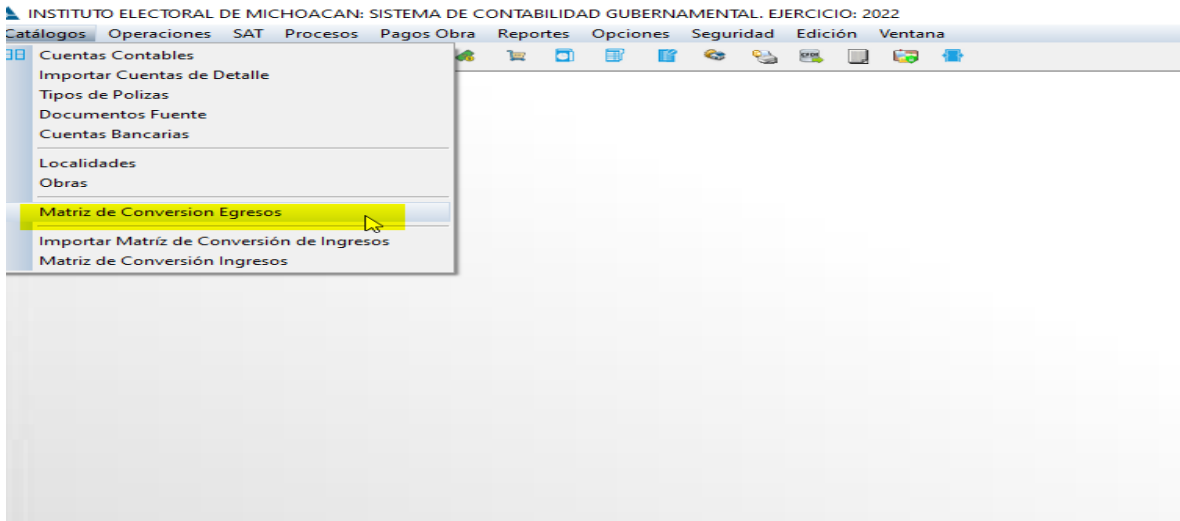 INSTITUTO ELECTORAL DE MICHOACAN: SISTEMA DE CONTABILIDAD GUBERNAMENTAL. EJERCICIO: 2022
Catálogos Operaciones SAT Procesos Pagos Obra Reportes Opciones Seguridad Edición Ventana
Cuentas Contables
Importar Cuentas de Detalle
Tipos de Polizas
Documentos Fuente
Cuentas Bancarias
Localidades
Obras
Matriz de Conversion Egresos
Importar Matríz de Conversión de Ingresos
Matriz de Conversión Ingresos